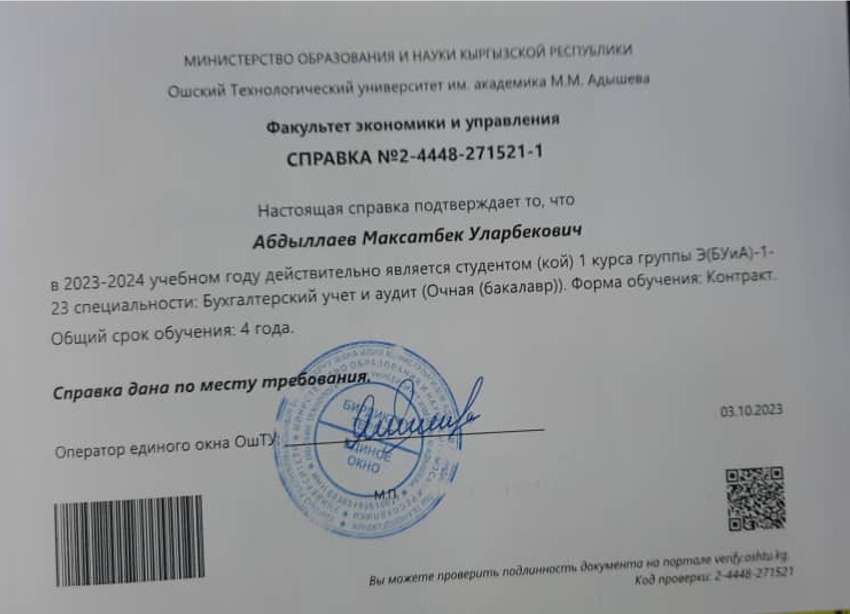 МИНИСТЕРСТВО ОБРАЗОВАНИЯ И НАУКИ КЫРГЫЗСКОЙ РЕСПУБЛИКИ
Ошский Технологический университет им. академика М.М. Адышева
Факультет экономики и управления
СПРАВКА №2-4448-271521-1
Настоящая справка подтверждает то, что
Абдыллаев Максатбек Уларбекович
в 2023-2024 учебном году действительно является студентом (кой) 1 курса группы Э(БУиА)-1-
23 специальности: Бухгалтерский учет и аудит (Очная (бакалавр)). Форма обучения: Контракт.
Общий срок обучения: 4 года.
Справка дана по месту требования.
03.10.2023
Оператор единого окна ОшТУ:
ЕДИНОЕ
ОКНО
М.П.
Вы можете проверить подлинность документа на портале verify.oshtu.kg.
Код проверки: 2-4448-271521